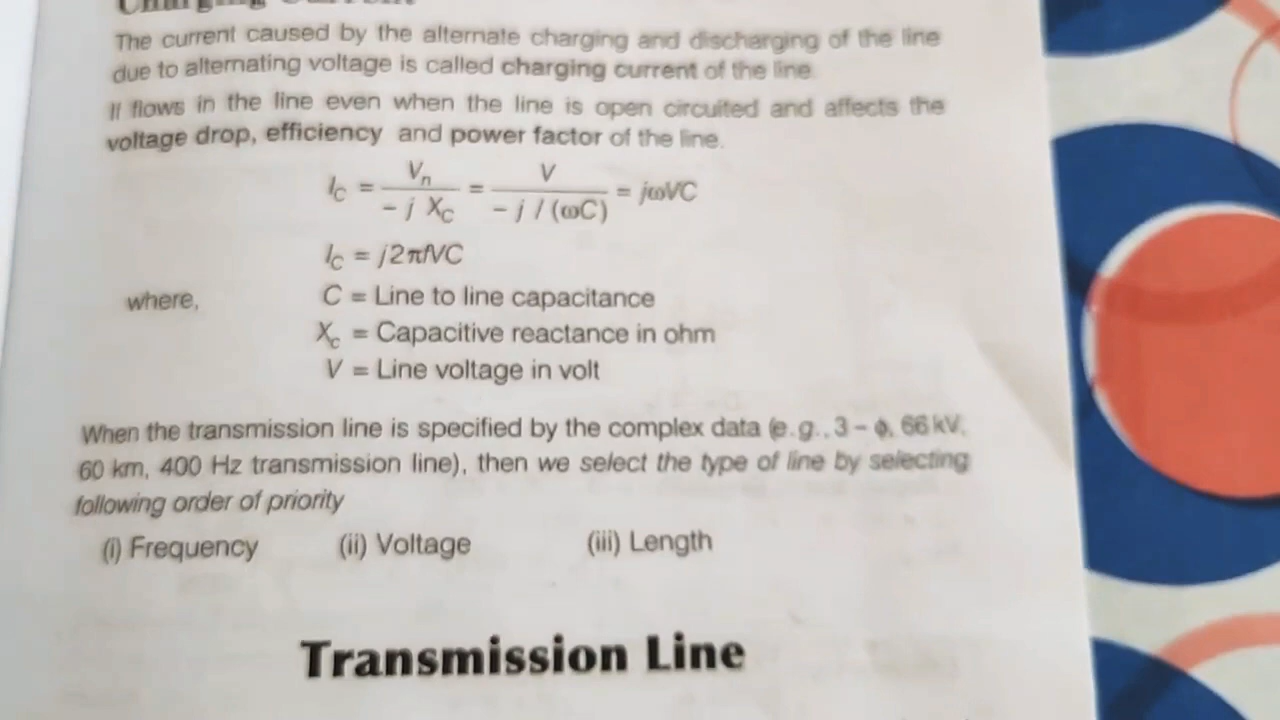 Charging Current
The current caused by the alternate charging and discharging of the line
due to alternating voltage is called charging current of the line.
If flows in the line even when the line is open circuited and affects the
voltage drop, efficiency and power factor of the line.
I_C = V_n / (- j X_C) = V / (- j / (ωC)) = jωVC
I_C = j2πfVC
where, C = Line to line capacitance
X_c = Capacitive reactance in ohm
V = Line voltage in volt
When the transmission line is specified by the complex data (e.g., 3 - ϕ, 66 kV,
60 km, 400 Hz transmission line), then we select the type of line by selecting
following order of priority
(i) Frequency (ii) Voltage (iii) Length
Transmission Line